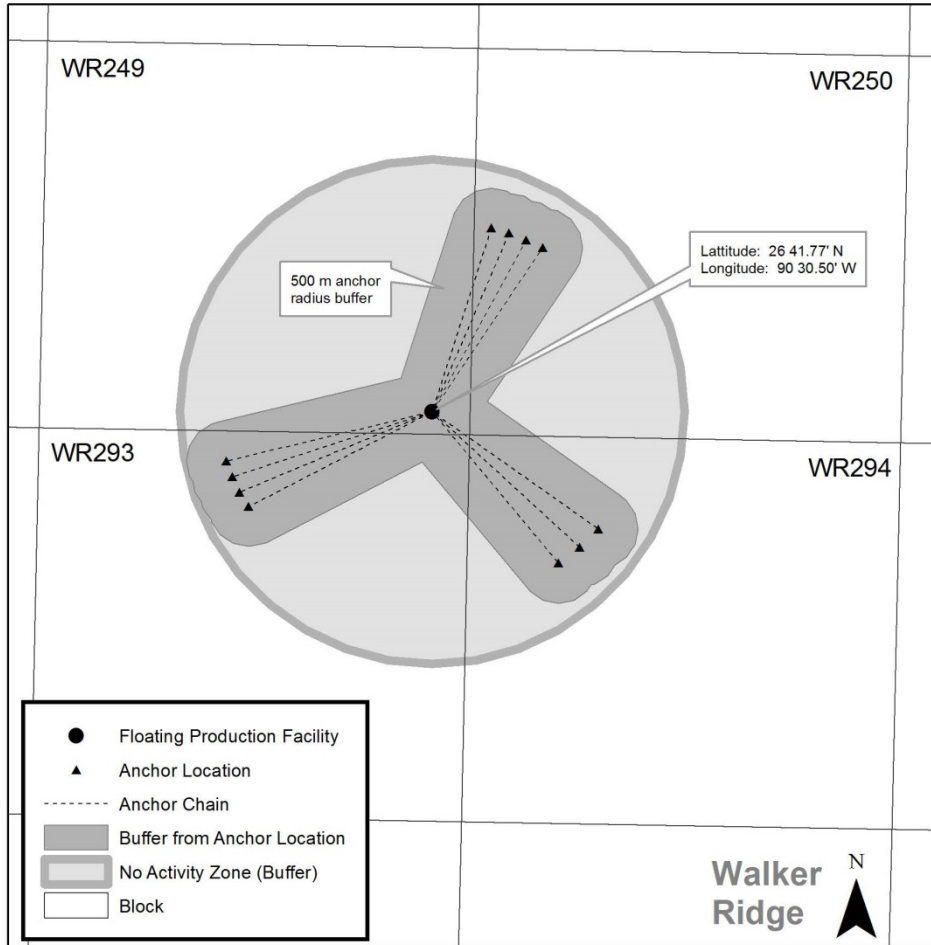 WR249
WR250
Lattitude: 26 41.77' N
Longitude: 90 30.50' W
500 m anchor
radius buffer
WR293
WR294
Floating Production Facility
Anchor Location
Anchor Chain
Buffer from Anchor Location
No Activity Zone (Buffer)
Block
Walker
Ridge
N